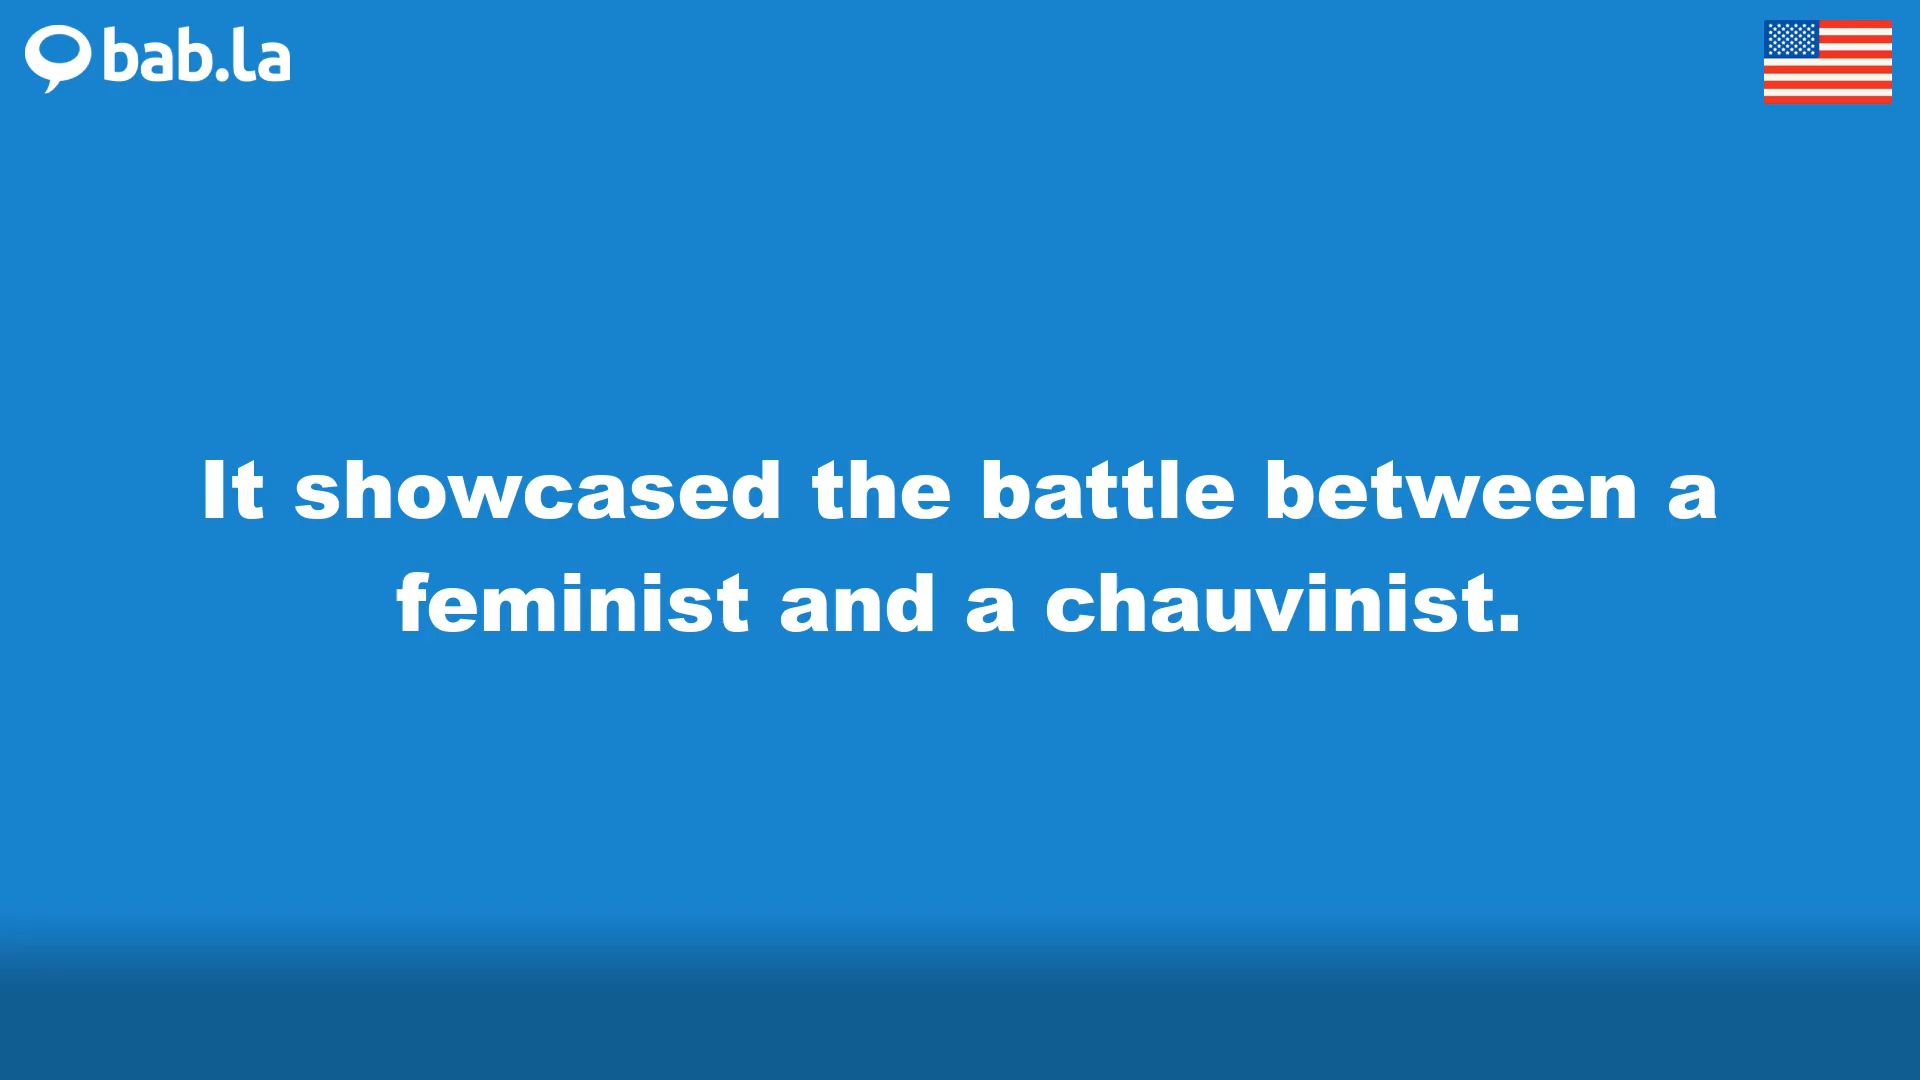 bab.la
It showcased the battle between a
feminist and a chauvinist.